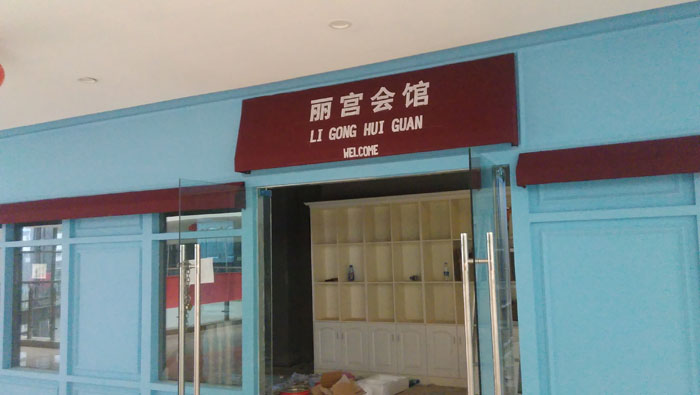 丽宫会馆
LI GONG HUI GUAN
WELCOME